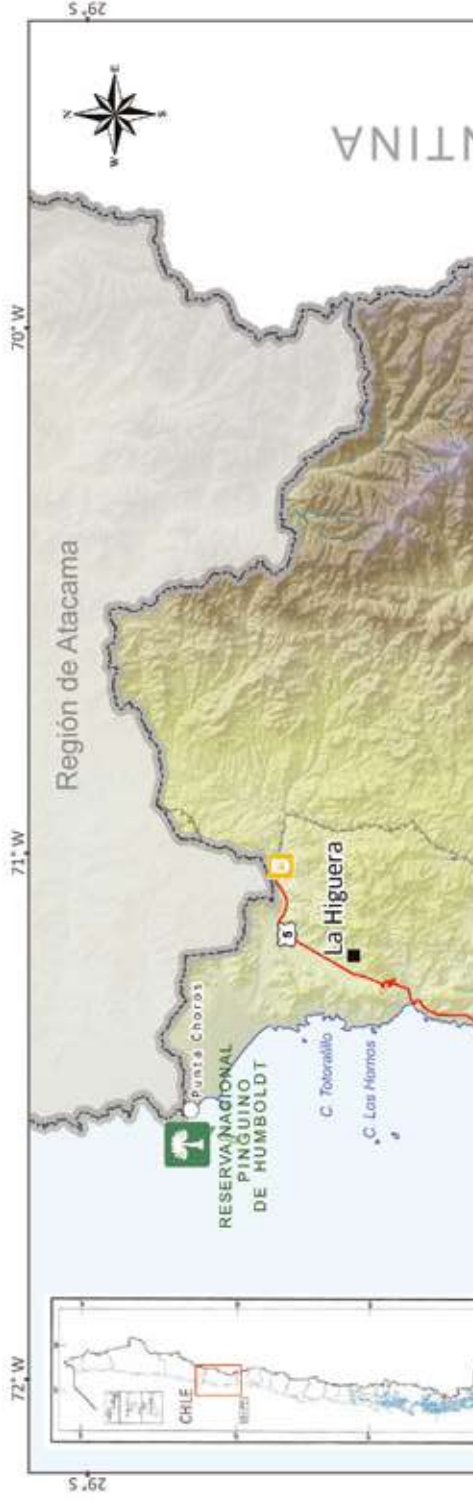 72° W
71° W
70° W
29° S
29° S
N
W
E
S
Región de Atacama
NTINA
Punta Choros
RESERVA NACIONAL
PINGUINO
DE HUMBOLDT
5
La Higuera
C. Totoralillo
C. Los Hornos
CHILE